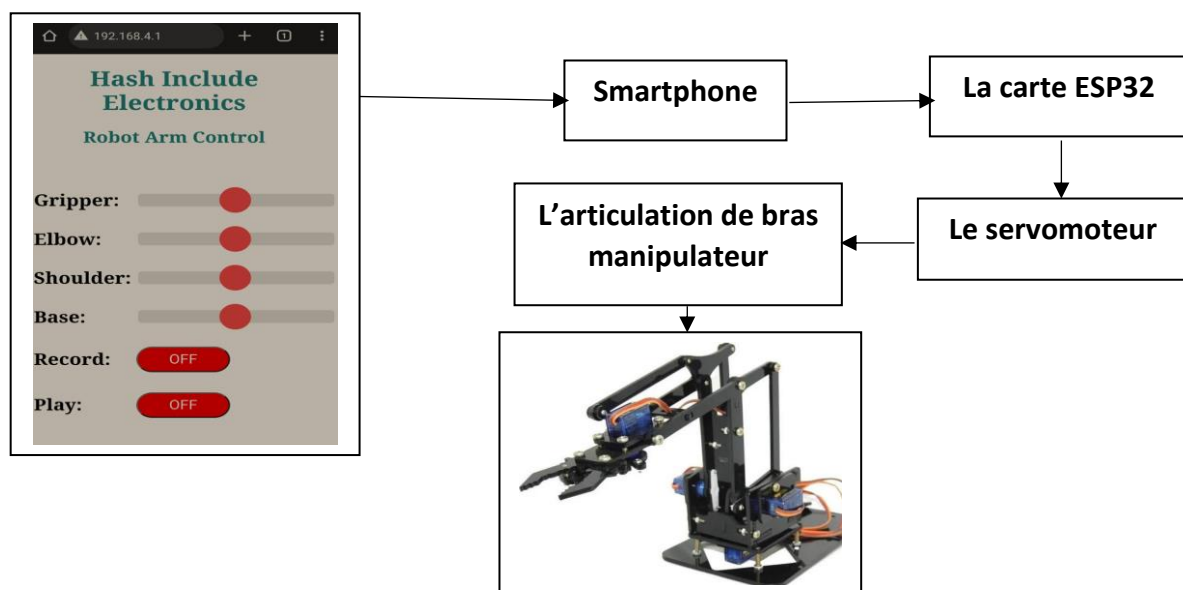 192.168.4.1
1
Hash Include
Electronics
Robot Arm Control
Gripper:
Elbow:
Shoulder:
Base:
Record:
OFF
Play:
OFF
Smartphone
La carte ESP32
L’articulation de bras
manipulateur
Le servomoteur